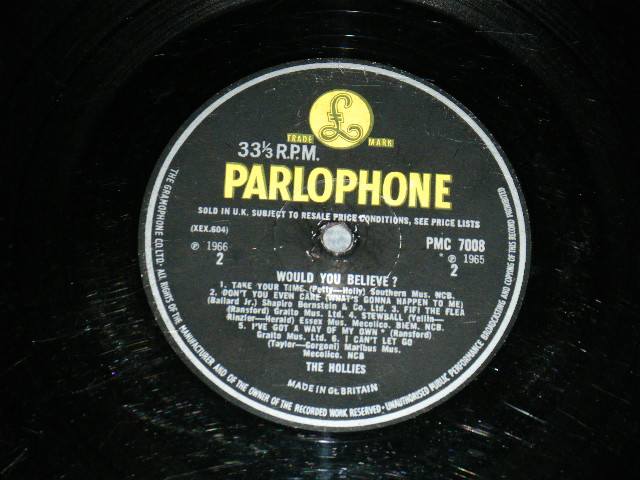 TRADE MARK
33⅓ R.P.M.
PARLOPHONE
SOLD IN U.K. SUBJECT TO RESALE PRICE CONDITIONS, SEE PRICE LISTS
(XEX.604)
PMC 7008
℗ 1966
* ℗ 1965
2
2
WOULD YOU BELIEVE?
1. TAKE YOUR TIME (Petty—Holly) Southern Mus. NCB.
2. DON'T YOU EVEN CARE (WHAT'S GONNA HAPPEN TO ME)
(Ballard Jr.) Shapiro Bernstein & Co. Ltd. 3. FIFI THE FLEA
(Ransford) Gralto Mus. Ltd. 4. STEWBALL (Yellin—
Rinzler—Herald) Essex Mus. Mecolico. BIEM. NCB.
5. I'VE GOT A WAY OF MY OWN * (Ransford)
Gralto Mus. Ltd. 6. I CAN'T LET GO
(Taylor—Gorgoni) Maribus Mus.
Mecolico. NCB
THE HOLLIES
MADE IN GT. BRITAIN
THE GRAMOPHONE CO. LTD. · ALL RIGHTS OF THE MANUFACTURER AND OF THE OWNER OF THE RECORDED WORK RESERVED · UNAUTHORISED PUBLIC PERFORMANCE BROADCASTING AND COPYING OF THIS RECORD PROHIBITED